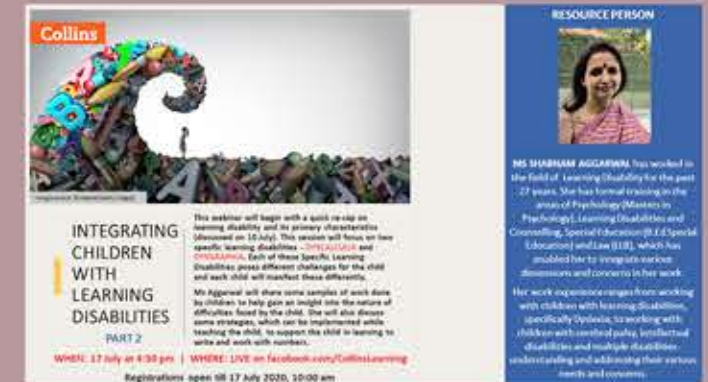 Collins
INTEGRATING
CHILDREN
WITH
LEARNING
DISABILITIES
PART 2
This webinar will begin with a quick re-cap on
learning disability and its primary characteristics
(discussed on 10 July). This session will focus on two
specific learning disabilities - DYSCALCULIA and
DYSGRAPHIA. Each of these Specific Learning
Disabilities poses different challenges for the child
and each child will manifest these differently.
Ms Aggarwal will share some samples of work done
by children to help gain an insight into the nature of
difficulties faced by the child. She will also discuss
some strategies, which can be implemented while
teaching the child, to support the child in learning to
write and work with numbers.
WHEN: 17 July at 4:30 pm | WHERE: LIVE on facebook.com/CollinsLearning
Registrations open till 17 July 2020, 10:00 am
RESOURCE PERSON
MS SHABNAM AGGARWAL has worked in
the field of Learning Disability for the past
27 years. She has formal training in the
areas of Psychology (Masters in
Psychology), Learning Disabilities and
Counselling, Special Education (B.Ed Special
Education) and Law (LLB), which has
enabled her to integrate various
dimensions and concerns in her work.
Her work experience ranges from working
with children with learning disabilities,
specifically Dyslexia, to working with
children with cerebral palsy, intellectual
disabilities and multiple disabilities
understanding and addressing their various
needs and concerns.